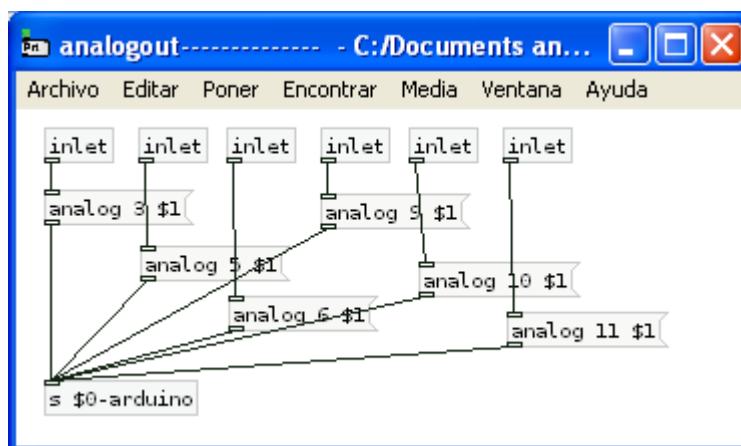 analogout-------------- - C:/Documents an...
Archivo Editar Poner Encontrar Media Ventana Ayuda
inlet inlet inlet inlet inlet inlet
analog 3 $1 analog 9 $1
analog 5 $1 analog 10 $1
analog 6 $1 analog 11 $1
s $0-arduino